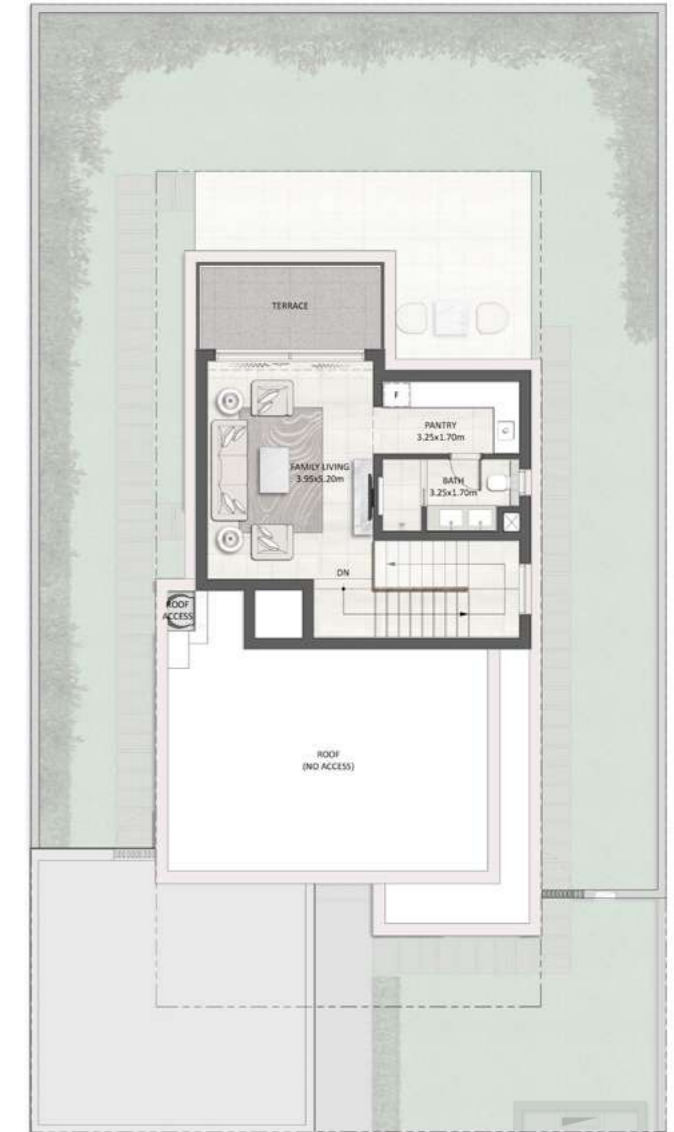 TERRACE
F
PANTRY
3.25x1.70m
FAMILY LIVING
3.95x5.20m
BATH
3.25x1.70m
DN
ROOF
ACCESS
ROOF
(NO ACCESS)